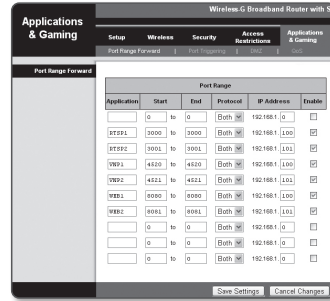 Wireless-G Broadband Router with S
Applications & Gaming
Setup Wireless Security Access Restrictions Applications & Gaming
Port Range Forward | Port Triggering | DMZ | QoS
Port Range Forward
Port Range
Application Start End Protocol IP Address Enable
0 to 0 Both 192.168.1. 0
RTSP1 3000 to 3000 Both 192.168.1. 100
RTSP2 3001 to 3001 Both 192.168.1. 101
VNP1 4520 to 4520 Both 192.168.1. 100
VNP2 4521 to 4521 Both 192.168.1. 101
WEB1 8080 to 8080 Both 192.168.1. 100
WEB2 8081 to 8081 Both 192.168.1. 101
0 to 0 Both 192.168.1. 0
0 to 0 Both 192.168.1. 0
0 to 0 Both 192.168.1. 0
Save Settings Cancel Changes